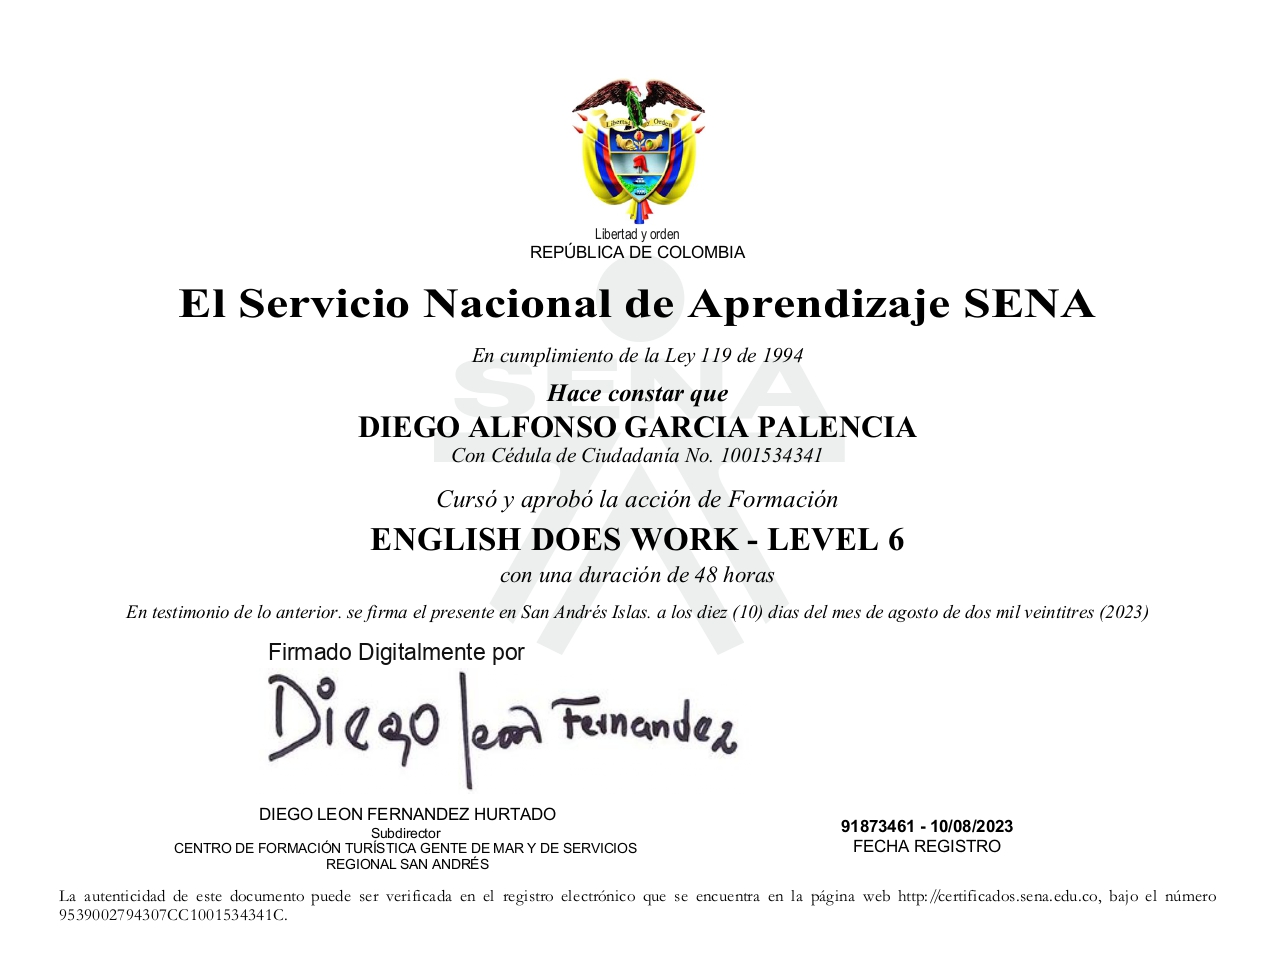 Libertad y Orden
Libertad y orden
REPÚBLICA DE COLOMBIA
El Servicio Nacional de Aprendizaje SENA
SENA
En cumplimiento de la Ley 119 de 1994
Hace constar que
DIEGO ALFONSO GARCIA PALENCIA
Con Cédula de Ciudadanía No. 1001534341
Cursó y aprobó la acción de Formación
ENGLISH DOES WORK - LEVEL 6
con una duración de 48 horas
En testimonio de lo anterior. se firma el presente en San Andrés Islas. a los diez (10) dias del mes de agosto de dos mil veintitres (2023)
Firmado Digitalmente por
Diego Leon Fernandez
DIEGO LEON FERNANDEZ HURTADO
Subdirector
CENTRO DE FORMACIÓN TURÍSTICA GENTE DE MAR Y DE SERVICIOS
REGIONAL SAN ANDRÉS
91873461 - 10/08/2023
FECHA REGISTRO
La autenticidad de este documento puede ser verificada en el registro electrónico que se encuentra en la página web http://certificados.sena.edu.co, bajo el número
9539002794307CC1001534341C.